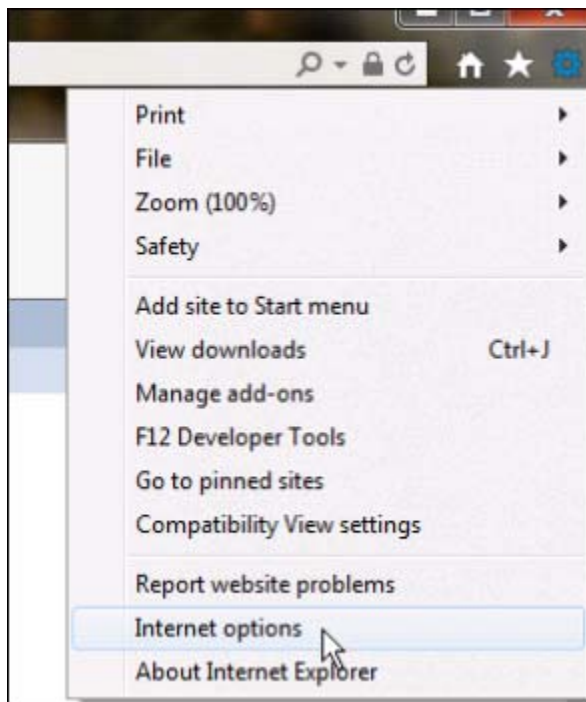 Print
File
Zoom (100%)
Safety
Add site to Start menu
View downloads Ctrl+J
Manage add-ons
F12 Developer Tools
Go to pinned sites
Compatibility View settings
Report website problems
Internet options
About Internet Explorer